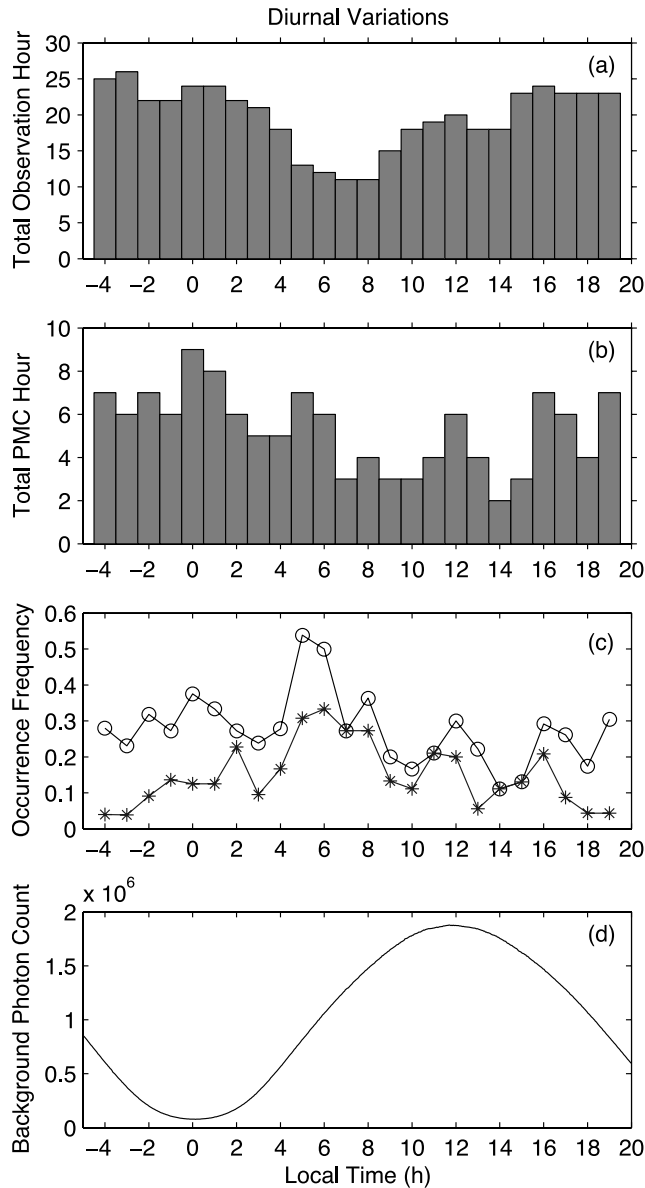 Diurnal Variations
(a)
Total Observation Hour
30
25
20
15
10
5
0
−4 −2 0 2 4 6 8 10 12 14 16 18 20
(b)
Total PMC Hour
10
8
6
4
2
0
−4 −2 0 2 4 6 8 10 12 14 16 18 20
(c)
Occurrence Frequency
0.6
0.5
0.4
0.3
0.2
0.1
0
−4 −2 0 2 4 6 8 10 12 14 16 18 20
x 10^6
(d)
Background Photon Count
2
1.5
1
0.5
0
−4 −2 0 2 4 6 8 10 12 14 16 18 20
Local Time (h)